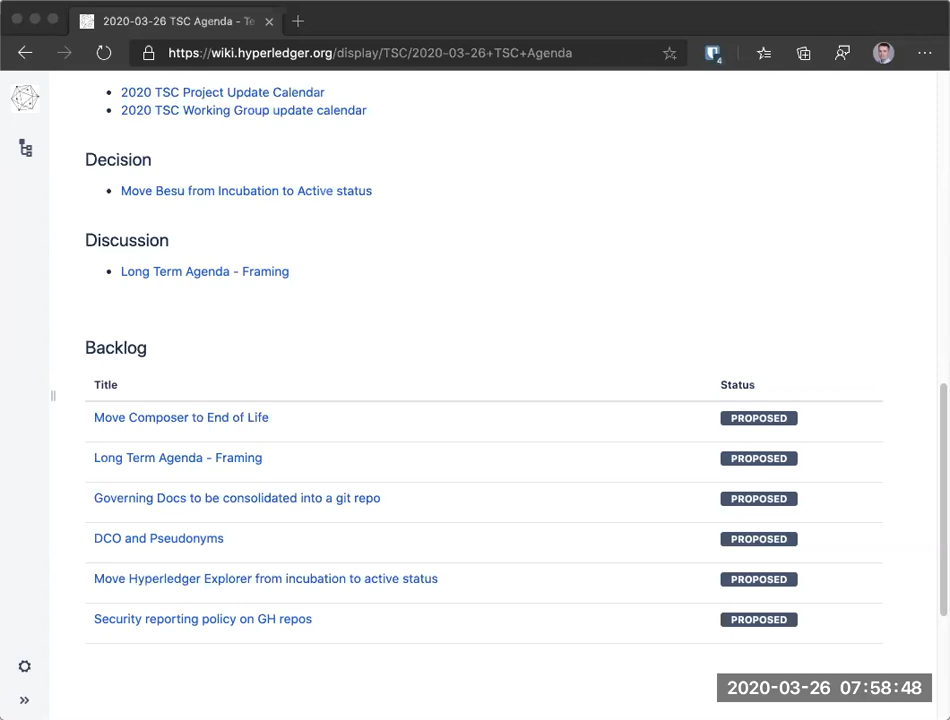 2020-03-26 TSC Agenda - Te
https://wiki.hyperledger.org/display/TSC/2020-03-26+TSC+Agenda
4
2020 TSC Project Update Calendar
2020 TSC Working Group update calendar
Decision
Move Besu from Incubation to Active status
Discussion
Long Term Agenda - Framing
Backlog
Title Status
Move Composer to End of Life PROPOSED
Long Term Agenda - Framing PROPOSED
Governing Docs to be consolidated into a git repo PROPOSED
DCO and Pseudonyms PROPOSED
Move Hyperledger Explorer from incubation to active status PROPOSED
Security reporting policy on GH repos PROPOSED
2020-03-26 07:58:48